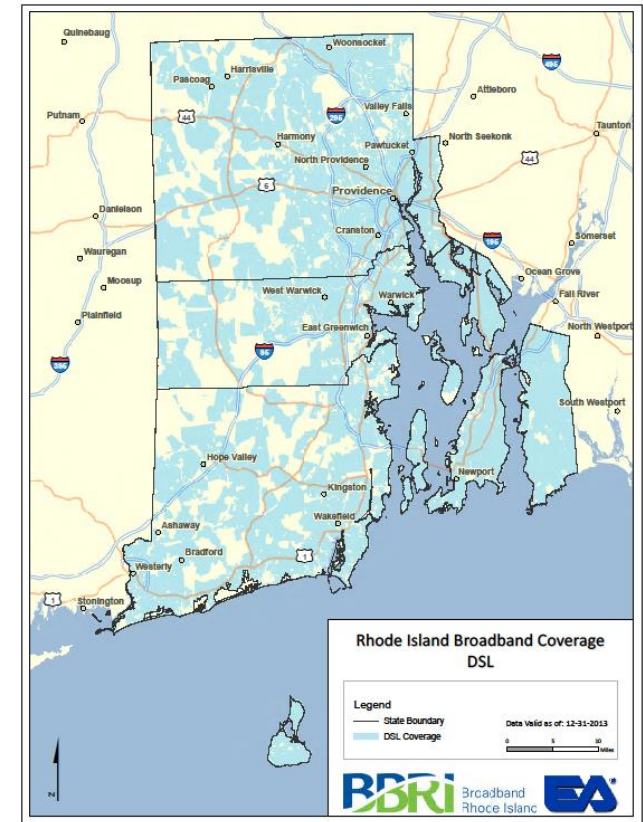 Quinebaug
Woonsocket
Harrisville
Pascoag
495
Attleboro
Putnam
44
295
Valley Falls
Taunton
Harmony
Pawtucket
North Seekonk
North Providence
44
6
Providence
Danielson
Cranston
195
Somerset
Wauregan
Ocean Grove
Moosup
West Warwick
Warwick
Fall River
Plainfield
East Greenwich
North Westport
395
95
South Westport
Hope Valley
Newport
Kingston
Wakefield
Ashaway
Bradford
1
Westerly
1
Stonington
Rhode Island Broadband Coverage
DSL
Legend
State Boundary
DSL Coverage
Data Valid as of: 12-31-2013
0 5 10
Miles
N
BBRI Broadband
Rhode Island
EA